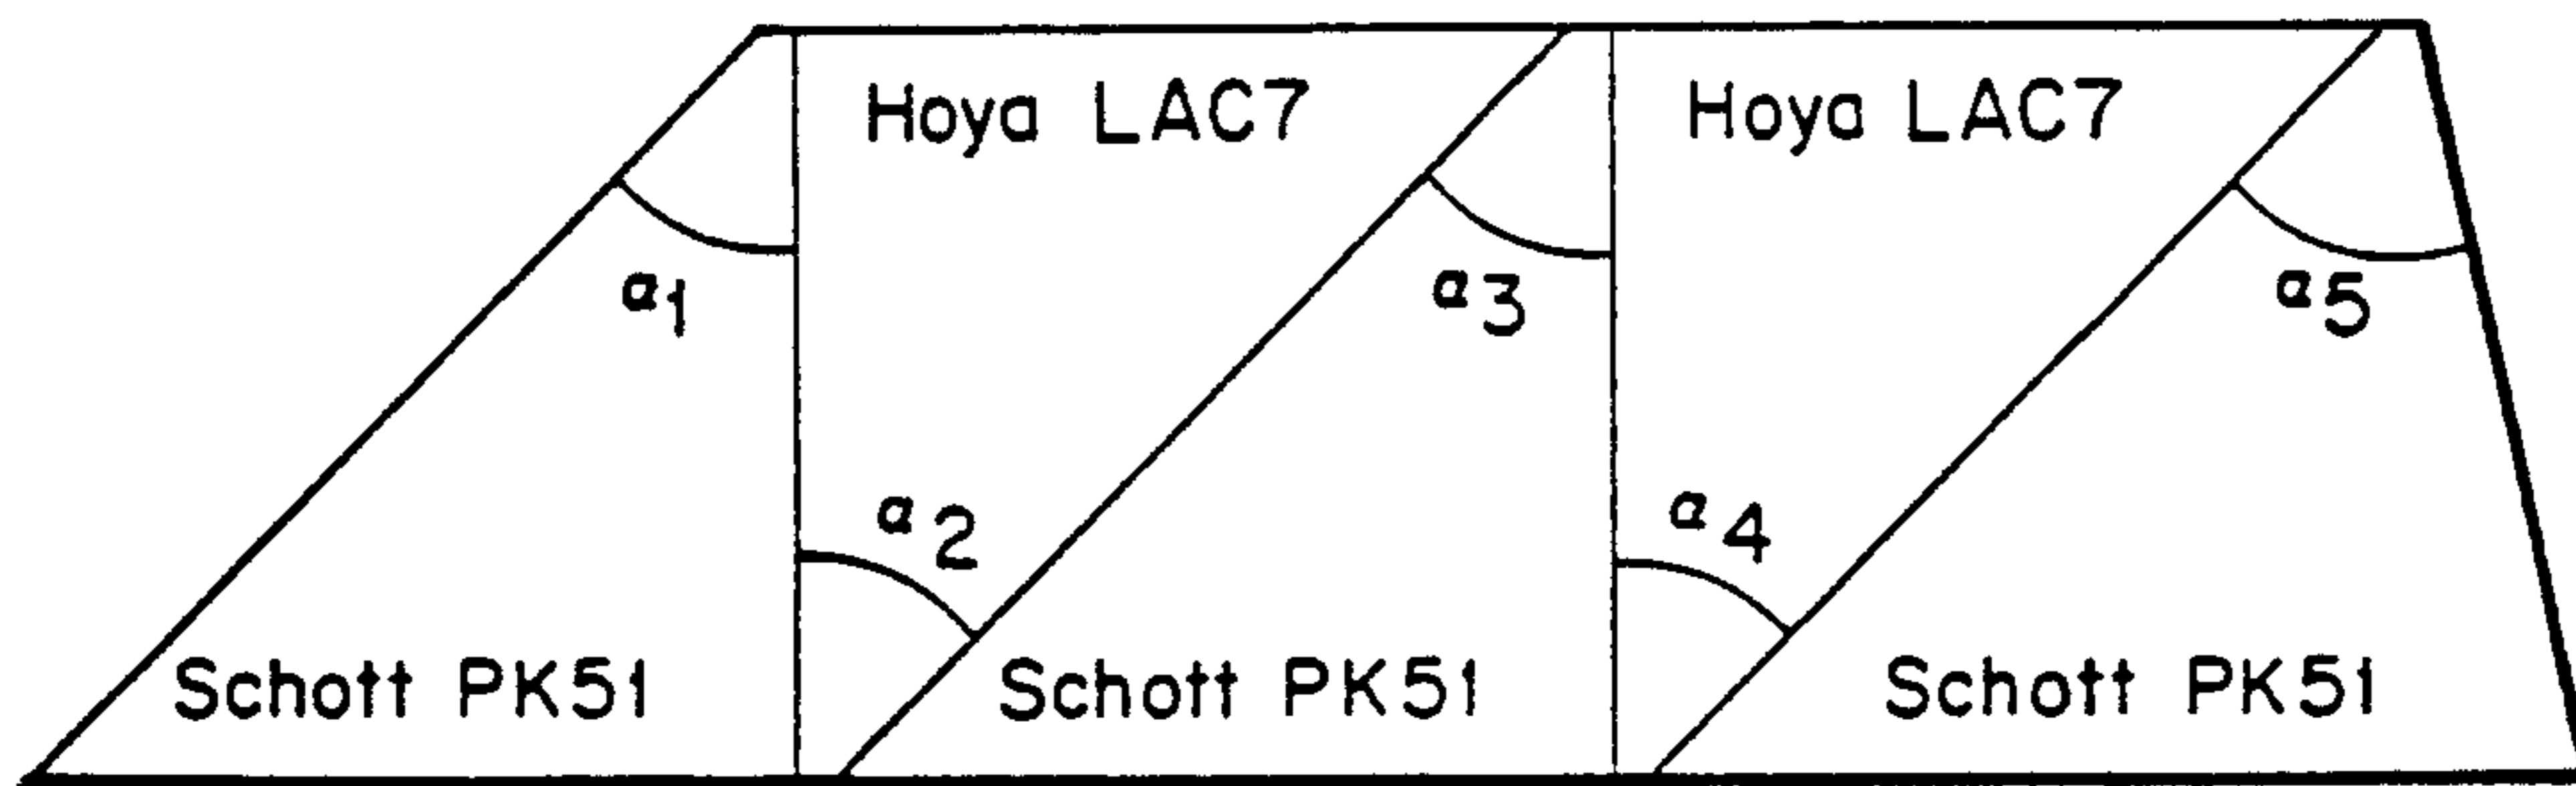 Hoya LAC7 Hoya LAC7
α1 α3 α5
α2 α4
Schott PK51 Schott PK51 Schott PK51